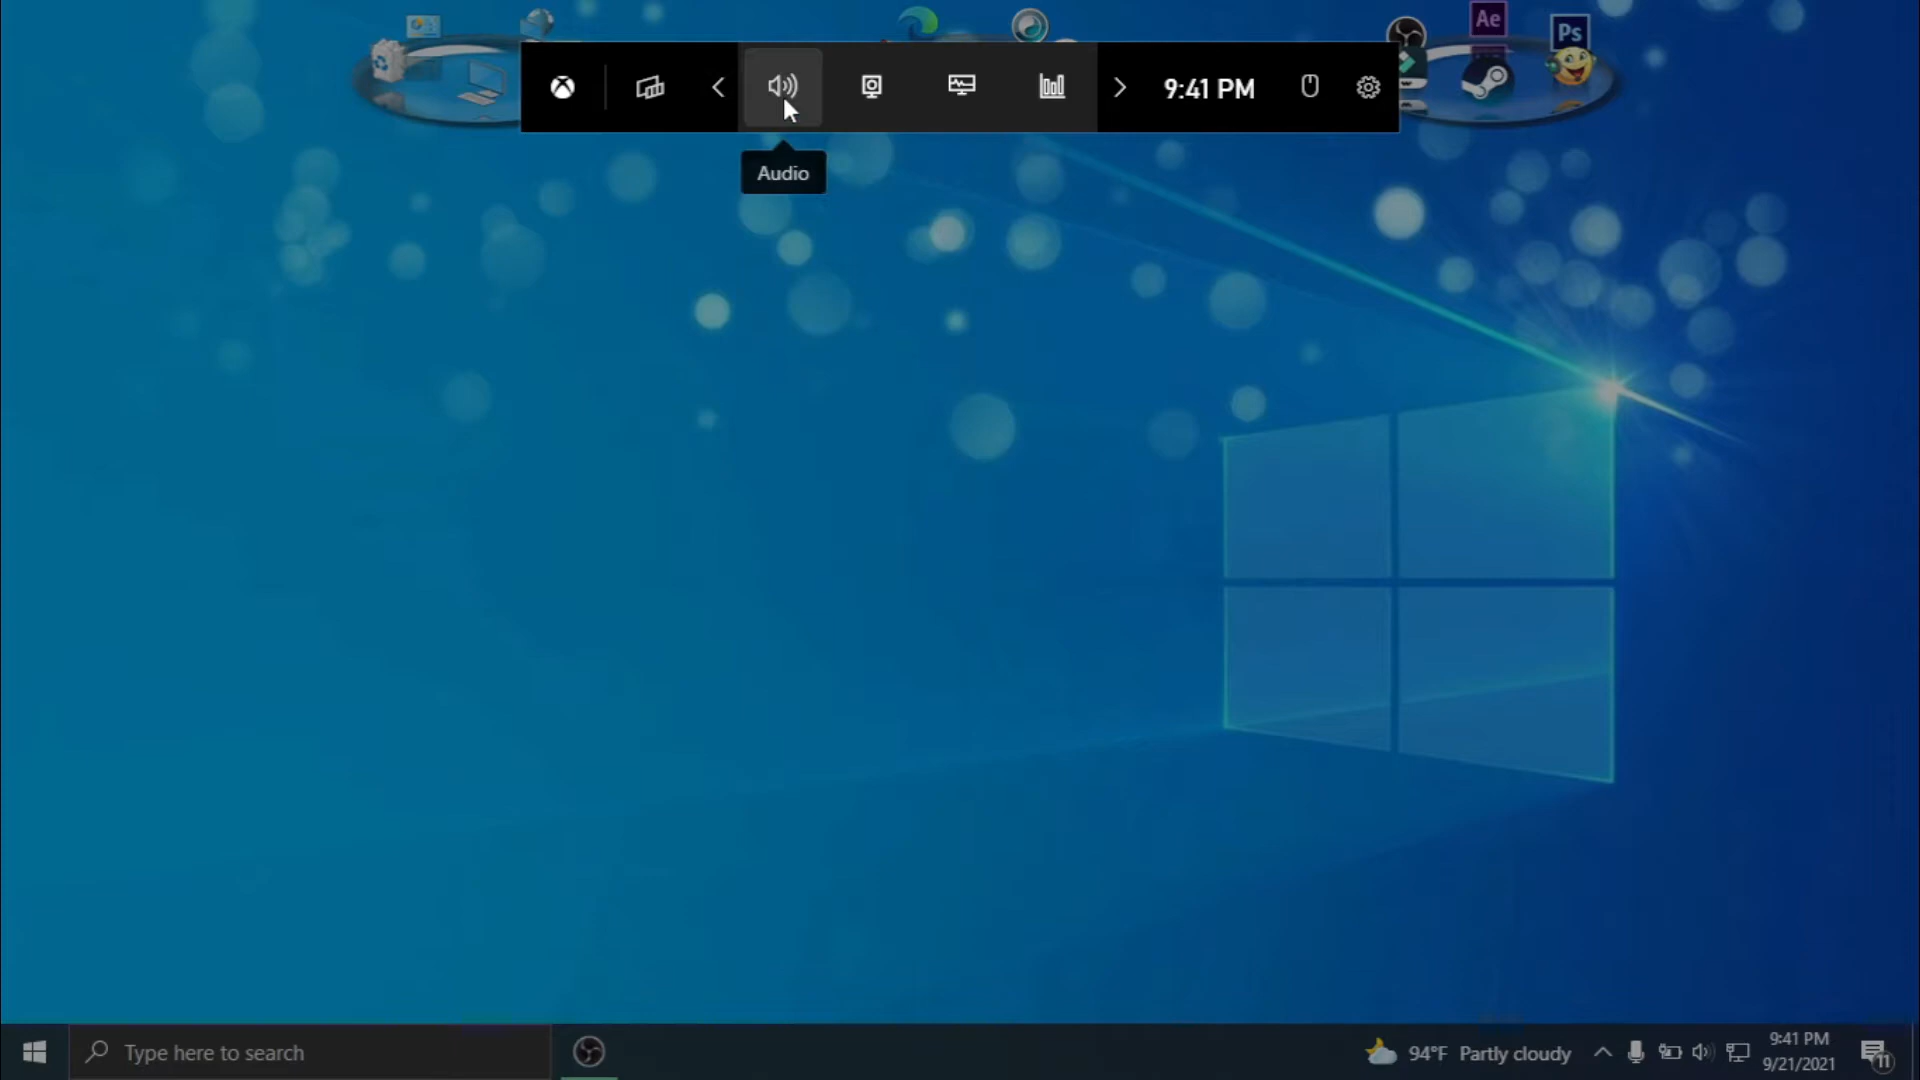 Ae
Ps
9:41 PM
Audio
Type here to search
94°F Partly cloudy
9:41 PM
9/21/2021
11